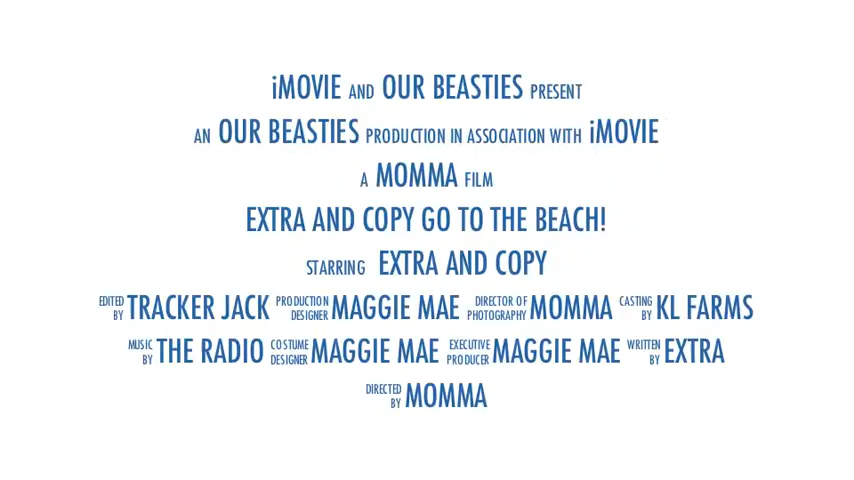 iMOVIE AND OUR BEASTIES PRESENT
AN OUR BEASTIES PRODUCTION IN ASSOCIATION WITH iMOVIE
A MOMMA FILM
EXTRA AND COPY GO TO THE BEACH!
STARRING EXTRA AND COPY
EDITED BY TRACKER JACK PRODUCTION DESIGNER MAGGIE MAE DIRECTOR OF PHOTOGRAPHY MOMMA CASTING BY KL FARMS
MUSIC BY THE RADIO COSTUME DESIGNER MAGGIE MAE EXECUTIVE PRODUCER MAGGIE MAE WRITTEN BY EXTRA
DIRECTED BY MOMMA